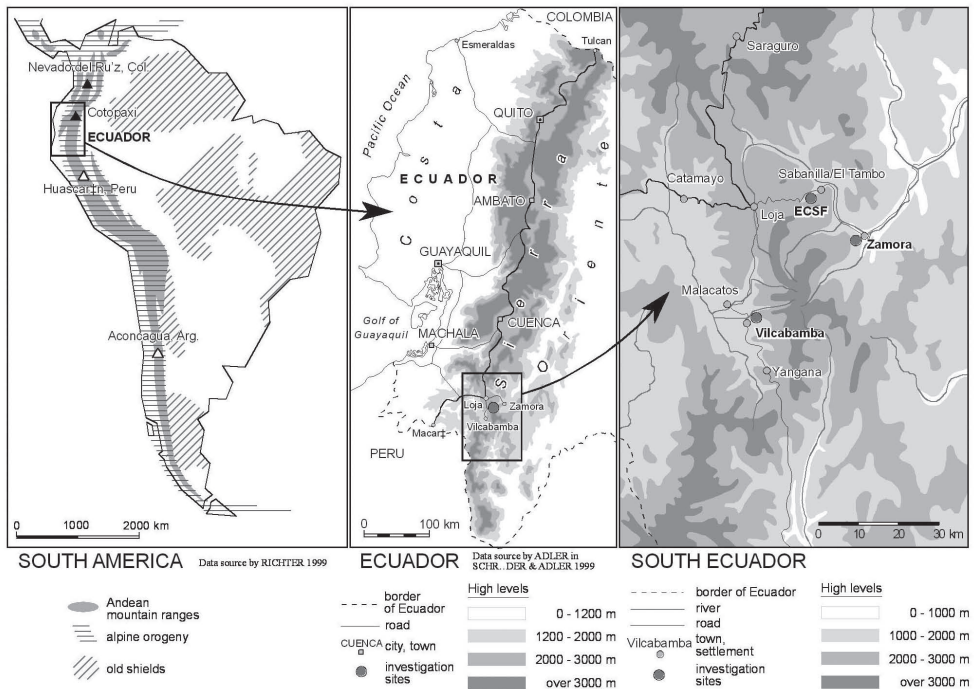 Nevado del Ru'z, Col.
Cotopaxi
ECUADOR
Huascar‡n, Peru
Aconcagua, Arg.
0 1000 2000 km
COLOMBIA
Tulcan
Esmeraldas
Pacific Ocean
QUITO
Costa
ECUADOR
AMBATO
Sierra
Oriente
GUAYAQUIL
Golf of
Guayaquil
MACHALA
CUENCA
Loja
Zamora
Vilcabamba
Macar‡
PERU
0 100 km
Saraguro
Catamayo
Sabanilla/El Tambo
Loja
ECSF
Zamora
Malacatos
Vilcabamba
Yangana
0 10 20 30 km
SOUTH AMERICA Data source by RICHTER 1999
Andean
mountain ranges
alpine orogeny
old shields
ECUADOR Data source by ADLER in
SCHR. .DER & ADLER 1999
border
of Ecuador
road
CUENCA city, town
investigation
sites
High levels
0 - 1200 m
1200 - 2000 m
2000 - 3000 m
over 3000 m
SOUTH ECUADOR
border of Ecuador
river
road
Vilcabamba town,
settlement
investigation
sites
High levels
0 - 1000 m
1000 - 2000 m
2000 - 3000 m
over 3000 m